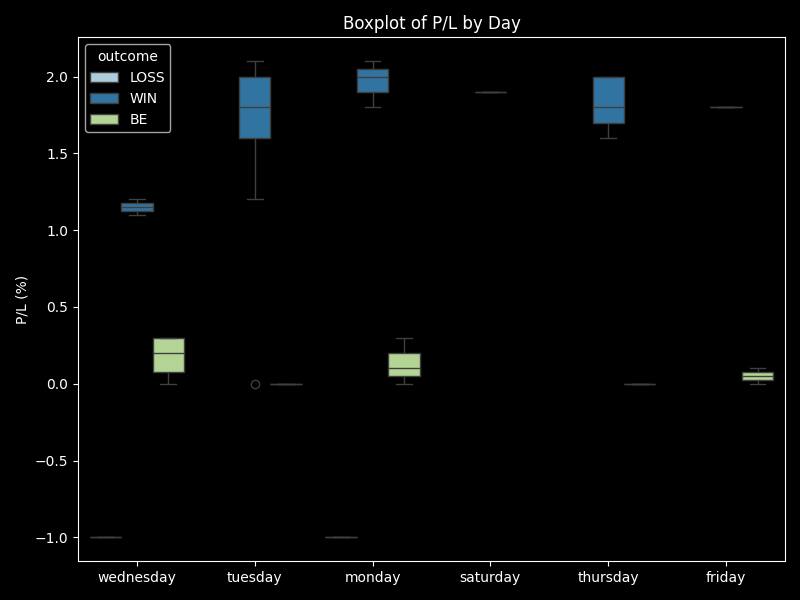 Boxplot of P/L by Day
outcome
LOSS
WIN
BE
P/L (%)
2.0
1.5
1.0
0.5
0.0
−0.5
−1.0
wednesday
tuesday
monday
saturday
thursday
friday